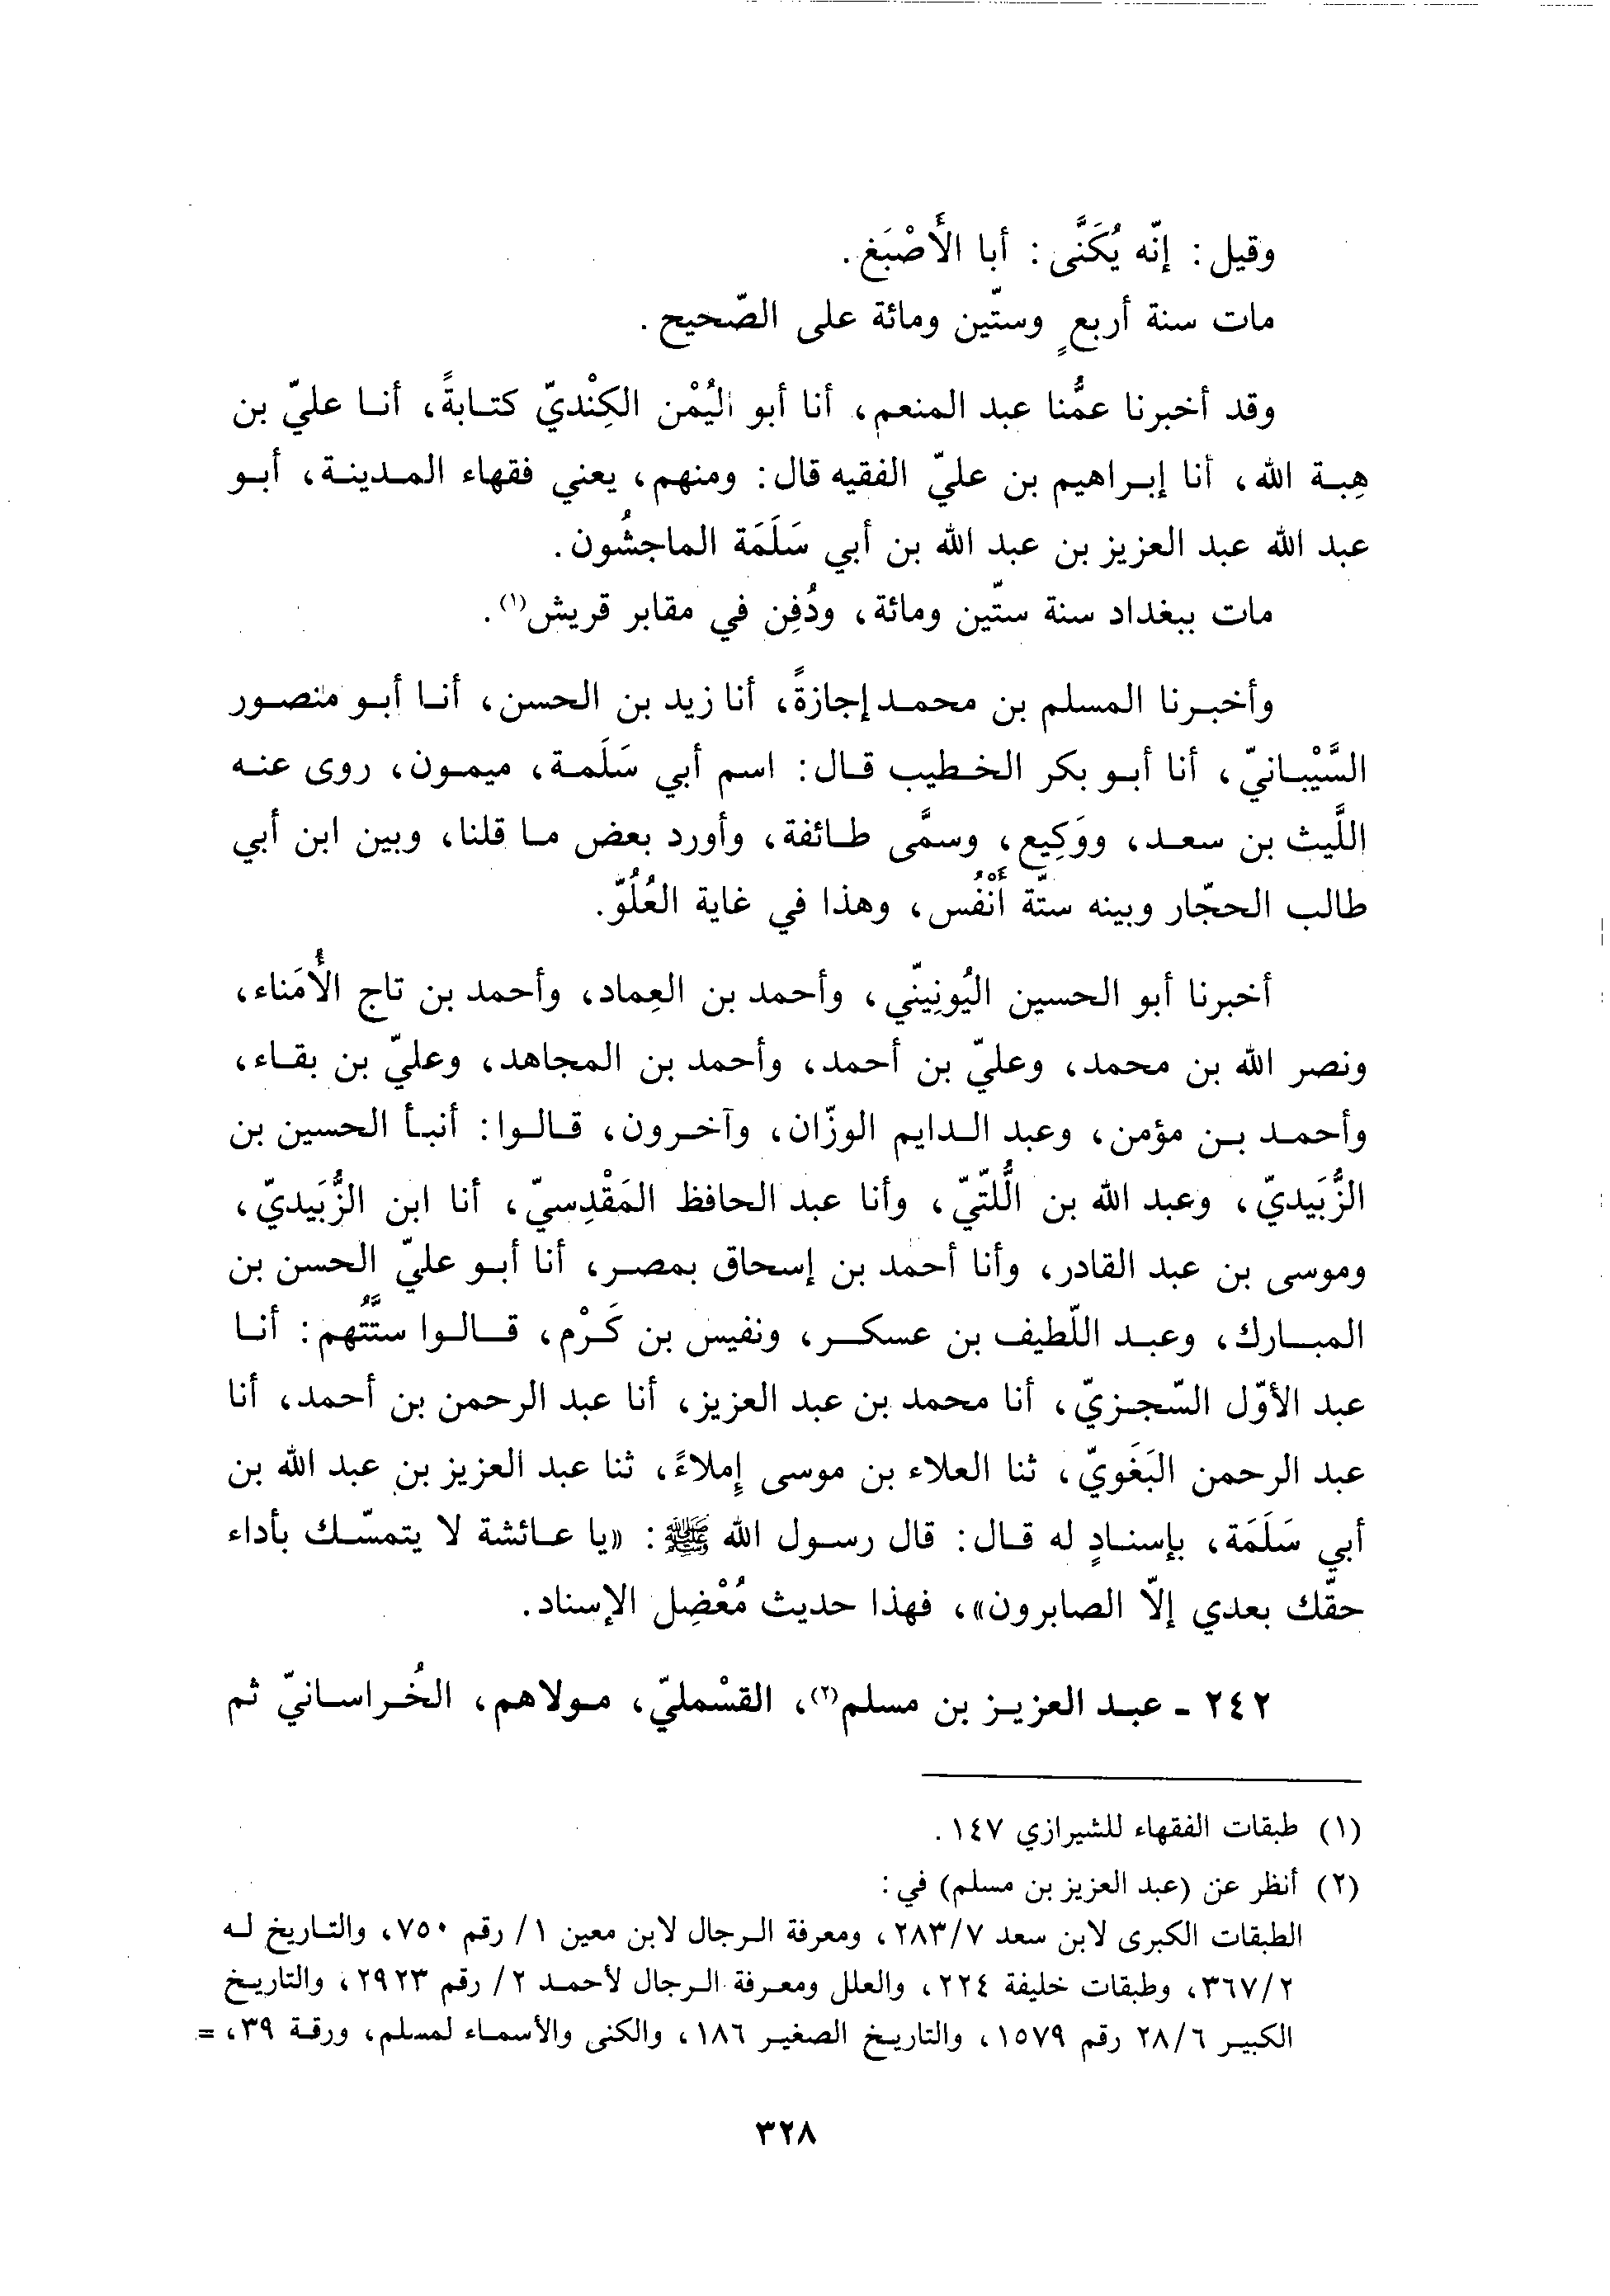 وقيل: إنّه يُكَنَّى: أبا الأَصْبَغ.
مات سنة أربعٍ وستّين ومائة على الصّحيح.
وقد أخبرنا عمُّنا عبد المنعم، أنا أبو اليُمْن الكِنْديّ كتابةً، أنا عليّ بن
هِبة الله، أنا إبراهيم بن عليّ الفقيه قال: ومنهم، يعني فقهاء المدينة، أبو
عبد الله عبد العزيز بن عبد الله بن أبي سَلَمَة الماجشُون.
مات ببغداد سنة ستّين ومائة، ودُفِن في مقابر قريش(١).
وأخبرنا المسلم بن محمد إجازةً، أنا زيد بن الحسن، أنا أبو منصور
السَّيْبانيّ، أنا أبو بكر الخطيب قال: اسم أبي سَلَمة، ميمون، روى عنه
اللَّيث بن سعد، ووَكِيع، وسمَّى طائفة، وأورد بعض ما قلنا، وبين ابن أبي
طالب الحجّار وبينه ستّة أَنْفُس، وهذا في غاية العُلُوّ.
أخبرنا أبو الحسين اليُونِينّي، وأحمد بن العِماد، وأحمد بن تاج الأُمَناء،
ونصر الله بن محمد، وعليّ بن أحمد، وأحمد بن المجاهد، وعليّ بن بقاء،
وأحمد بن مؤمن، وعبد الدايم الوزّان، وآخرون، قالوا: أنبأ الحسين بن
الزُّبَيديّ، وعبد الله بن الُّلتّيّ، وأنا عبد الحافظ المَقْدِسيّ، أنا ابن الزُّبَيديّ،
وموسى بن عبد القادر، وأنا أحمد بن إسحاق بمصر، أنا أبو عليّ الحسن بن
المبارك، وعبد اللّطيف بن عسكر، ونفيس بن كَرْم، قالوا ستَّتُهم: أنا
عبد الأوّل السّجزيّ، أنا محمد بن عبد العزيز، أنا عبد الرحمن بن أحمد، أنا
عبد الرحمن البَغَويّ، ثنا العلاء بن موسى إملاءً، ثنا عبد العزيز بن عبد الله بن
أبي سَلَمَة، بإسنادٍ له قال: قال رسول الله ﷺ: «يا عائشة لا يتمسّك بأداء
حقّك بعدي إلاّ الصابرون»، فهذا حديث مُعْضِل الإسناد.
٢٤٢ - عبد العزيز بن مسلم(٢)، القسْمليّ، مولاهم، الخُراسانيّ ثم
(١) طبقات الفقهاء للشيرازي ١٤٧.
(٢) أنظر عن (عبد العزيز بن مسلم) في:
الطبقات الكبرى لابن سعد ٢٨٣/٧، ومعرفة الرجال لابن معين ١/ رقم ٧٥٠، والتاريخ له
٣٦٧/٢، وطبقات خليفة ٢٢٤، والعلل ومعرفة الرجال لأحمد ٢/ رقم ٢٩٢٣، والتاريخ
الكبير ٢٨/٦ رقم ١٥٧٩، والتاريخ الصغير ١٨٦، والكنى والأسماء لمسلم، ورقة ٣٩، =
٣٢٨